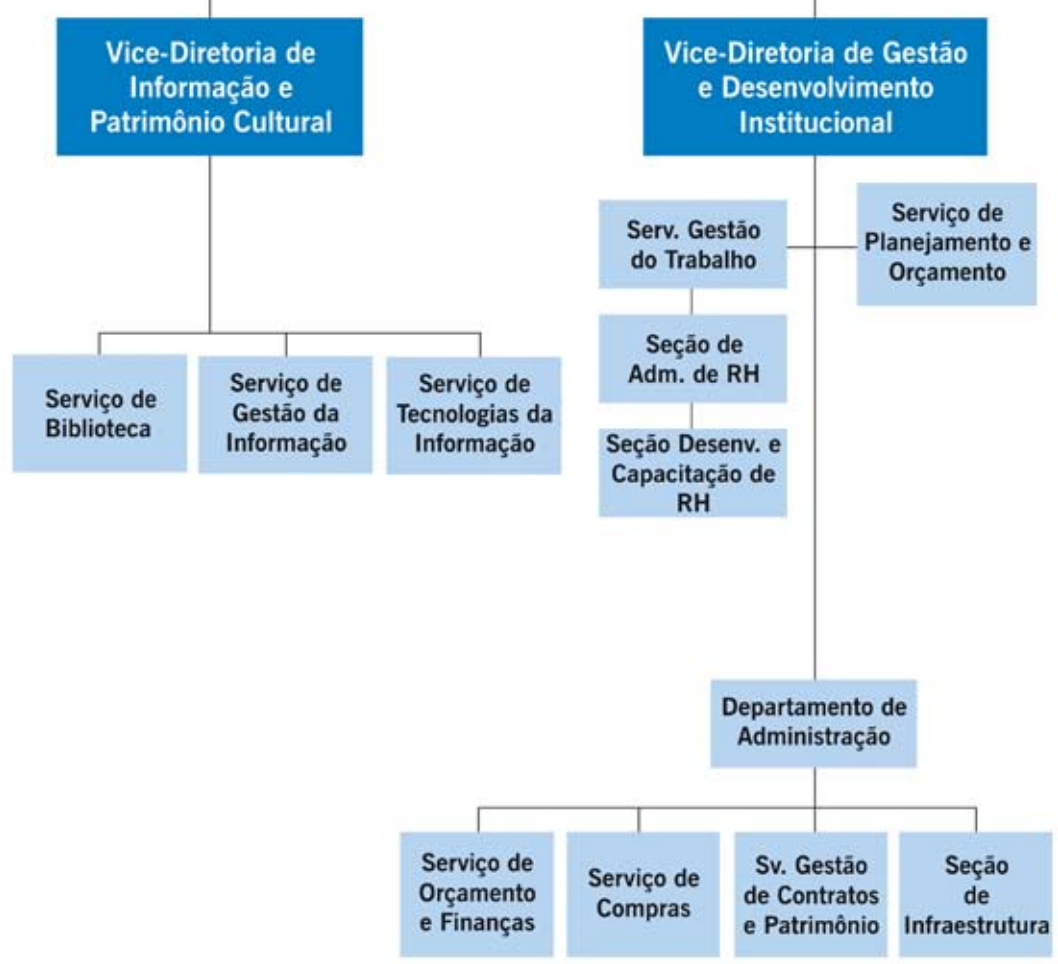 Vice-Diretoria de
Informação e
Patrimônio Cultural
Serviço de
Biblioteca
Serviço de
Gestão da
Informação
Serviço de
Tecnologias da
Informação
Vice-Diretoria de Gestão
e Desenvolvimento
Institucional
Serv. Gestão
do Trabalho
Serviço de
Planejamento e
Orçamento
Seção de
Adm. de RH
Seção Desenv. e
Capacitação de
RH
Departamento de
Administração
Serviço de
Orçamento
e Finanças
Serviço de
Compras
Sv. Gestão
de Contratos
e Patrimônio
Seção
de
Infraestrutura